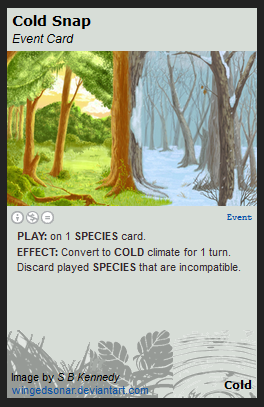 Cold Snap
Event Card
Event
PLAY: on 1 SPECIES card.
EFFECT: Convert to COLD climate for 1 turn.
Discard played SPECIES that are incompatible.
Image by S B Kennedy
wingedsonar.deviantart.com
Cold